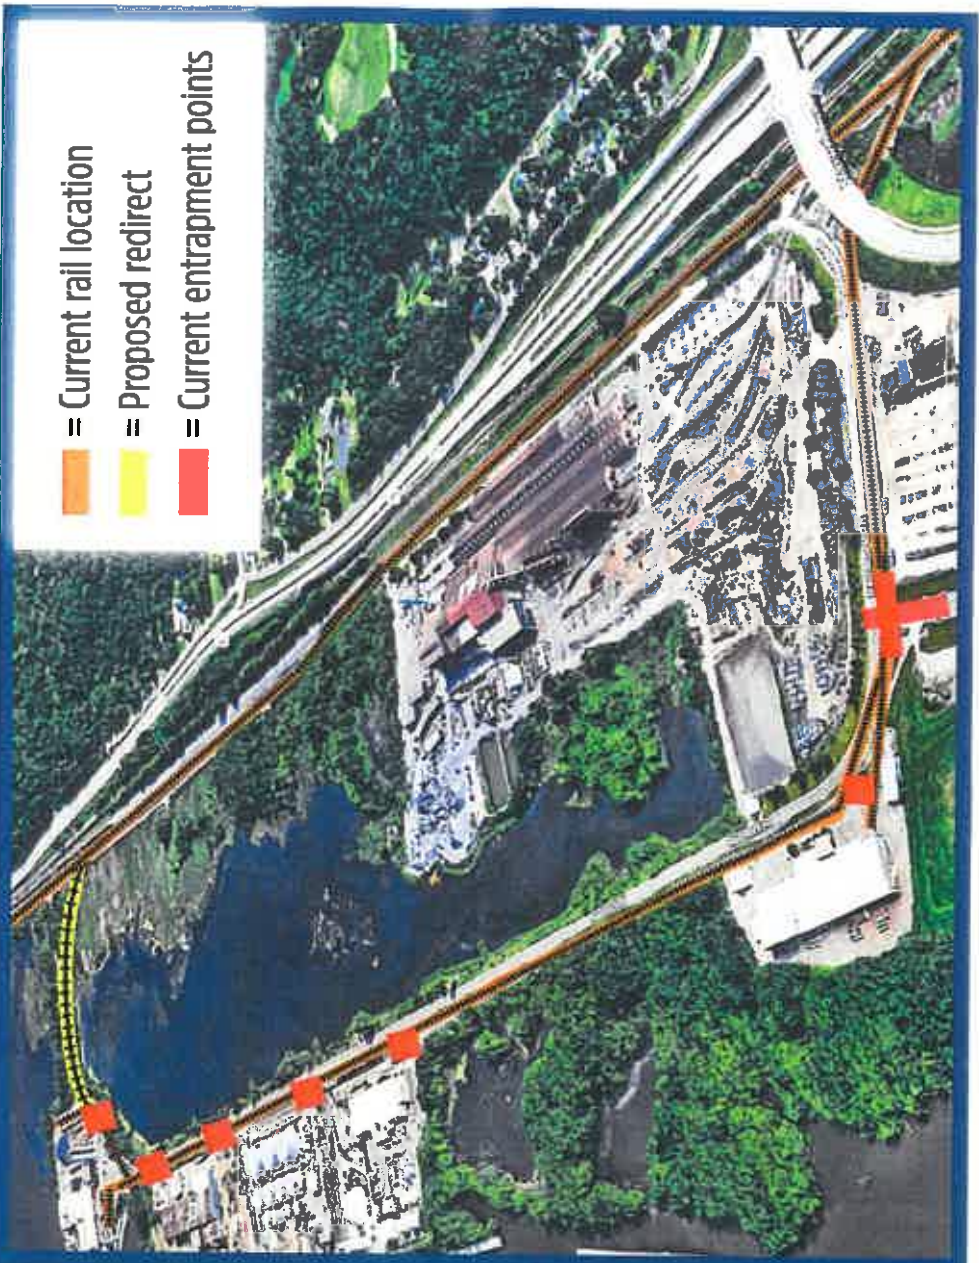 = Current rail location
= Proposed redirect
= Current entrapment points